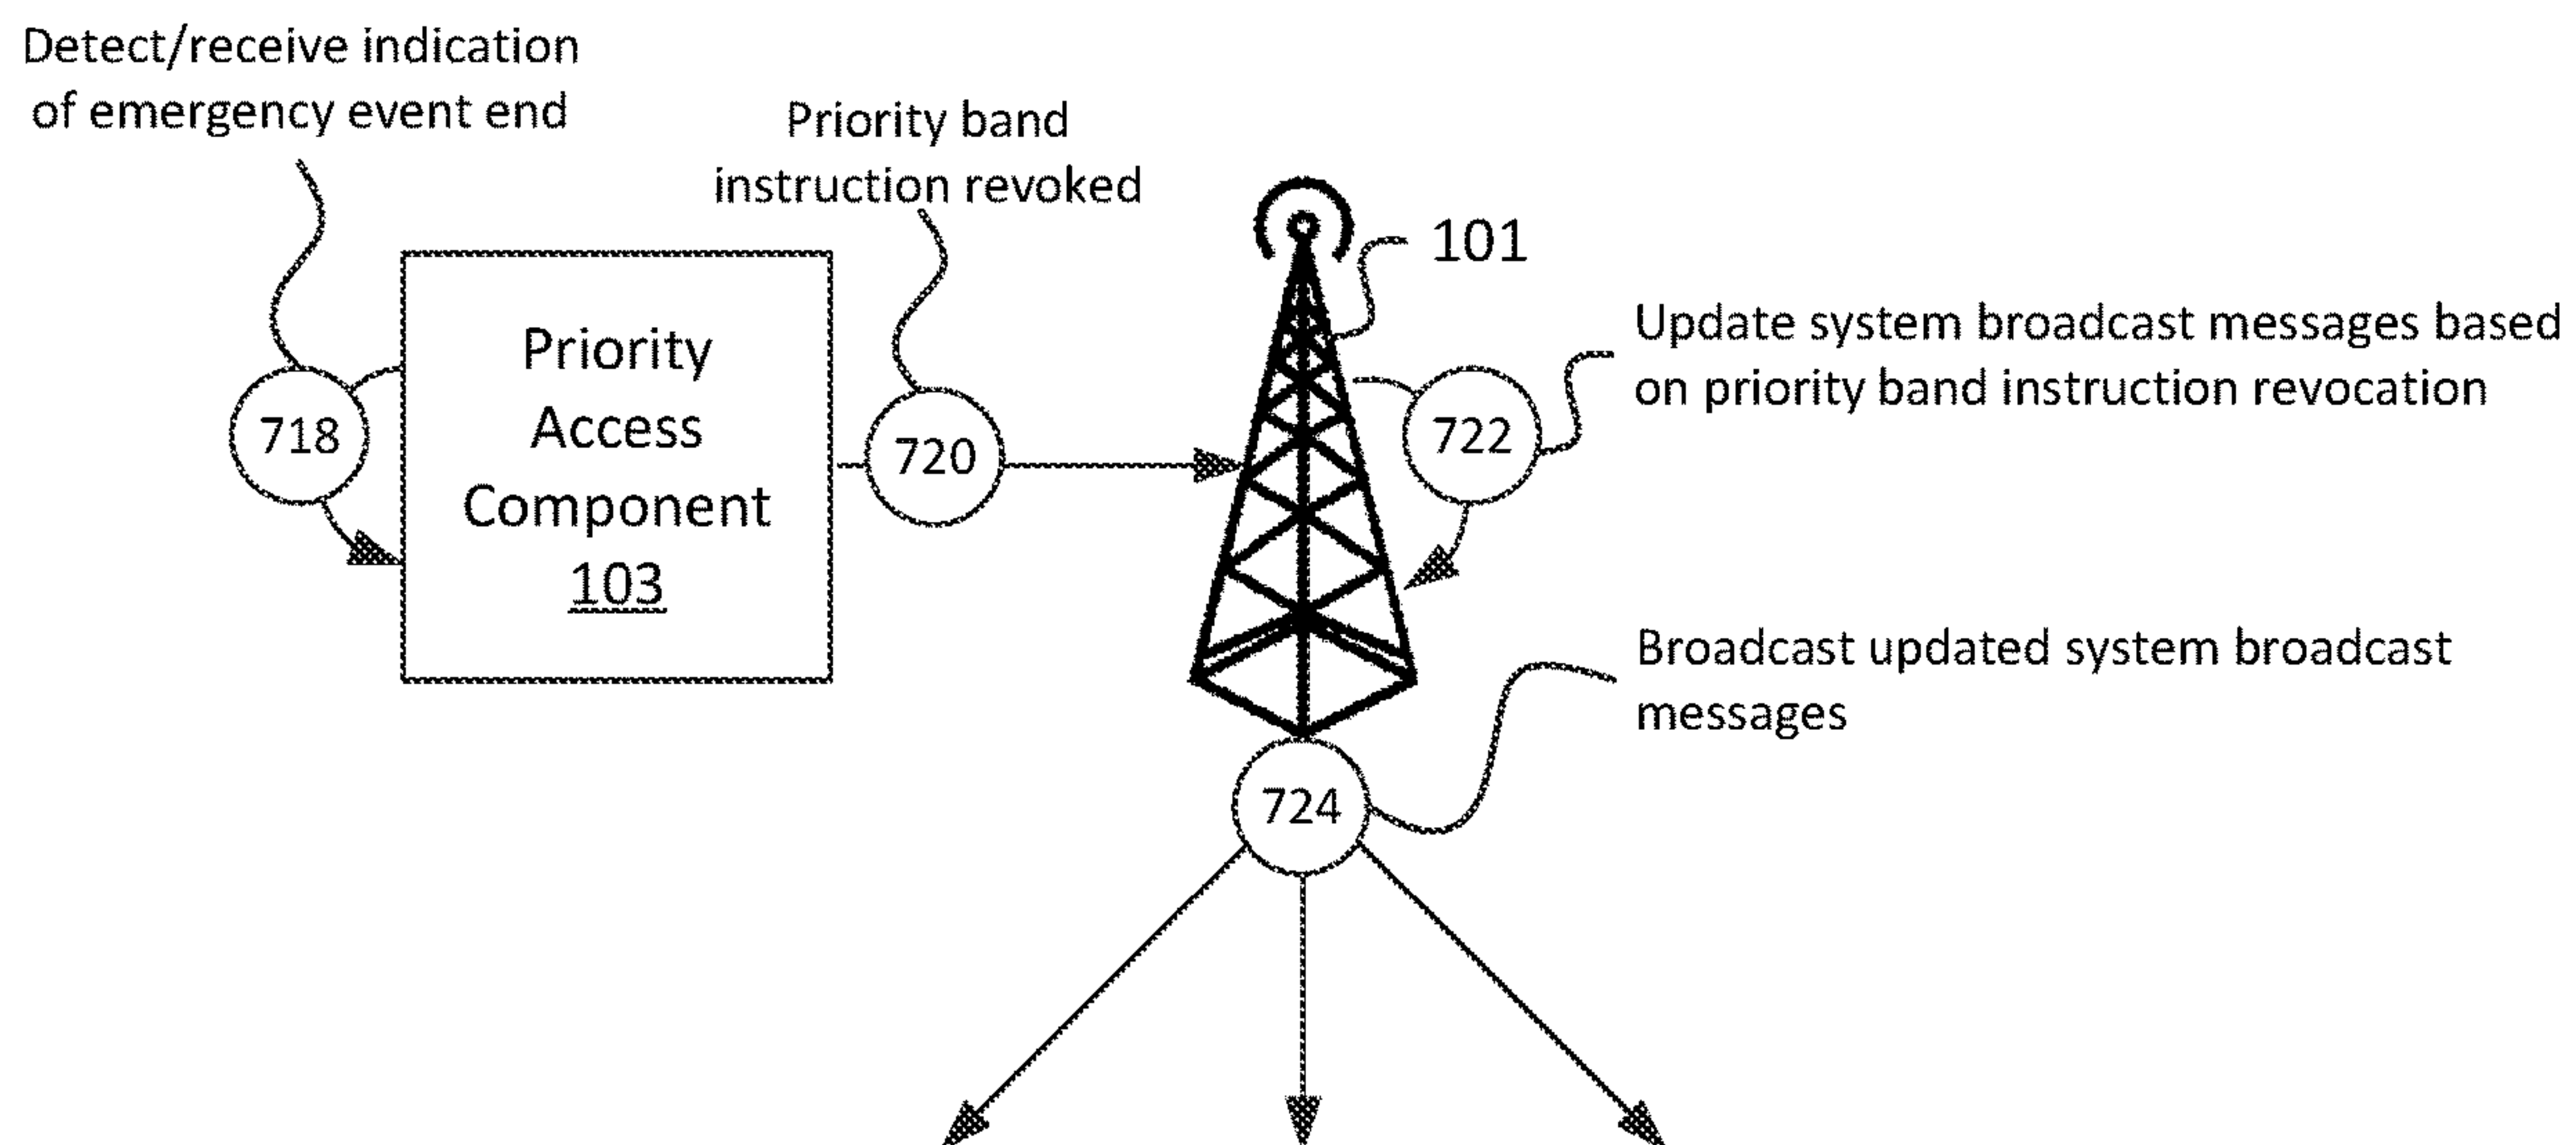 Detect/receive indication
of emergency event end
Priority band
instruction revoked
101
Priority
Access
Component
103
718
720
722
Update system broadcast messages based
on priority band instruction revocation
Broadcast updated system broadcast
messages
724